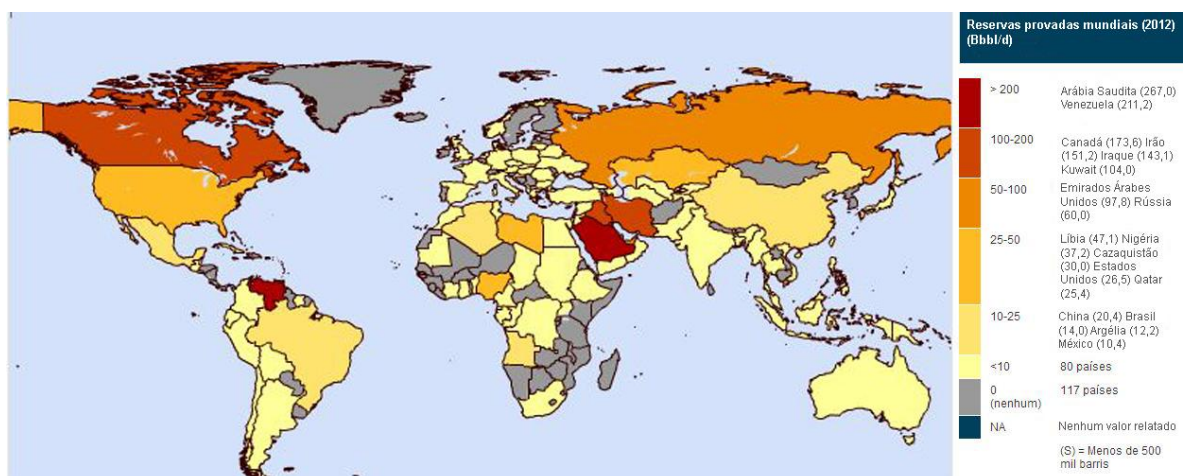 Reservas provadas mundiais (2012)
(Bbbl/d)
> 200
Arábia Saudita (267,0)
Venezuela (211,2)
100-200
Canadá (173,6) Irão
(151,2) Iraque (143,1)
Kuwait (104,0)
50-100
Emirados Árabes
Unidos (97,8) Rússia
(60,0)
25-50
Líbia (47,1) Nigéria
(37,2) Cazaquistão
(30,0) Estados
Unidos (26,5) Qatar
(25,4)
10-25
China (20,4) Brasil
(14,0) Argélia (12,2)
México (10,4)
<10
80 países
0
(nenhum)
117 países
NA
Nenhum valor relatado
(S) = Menos de 500
mil barris